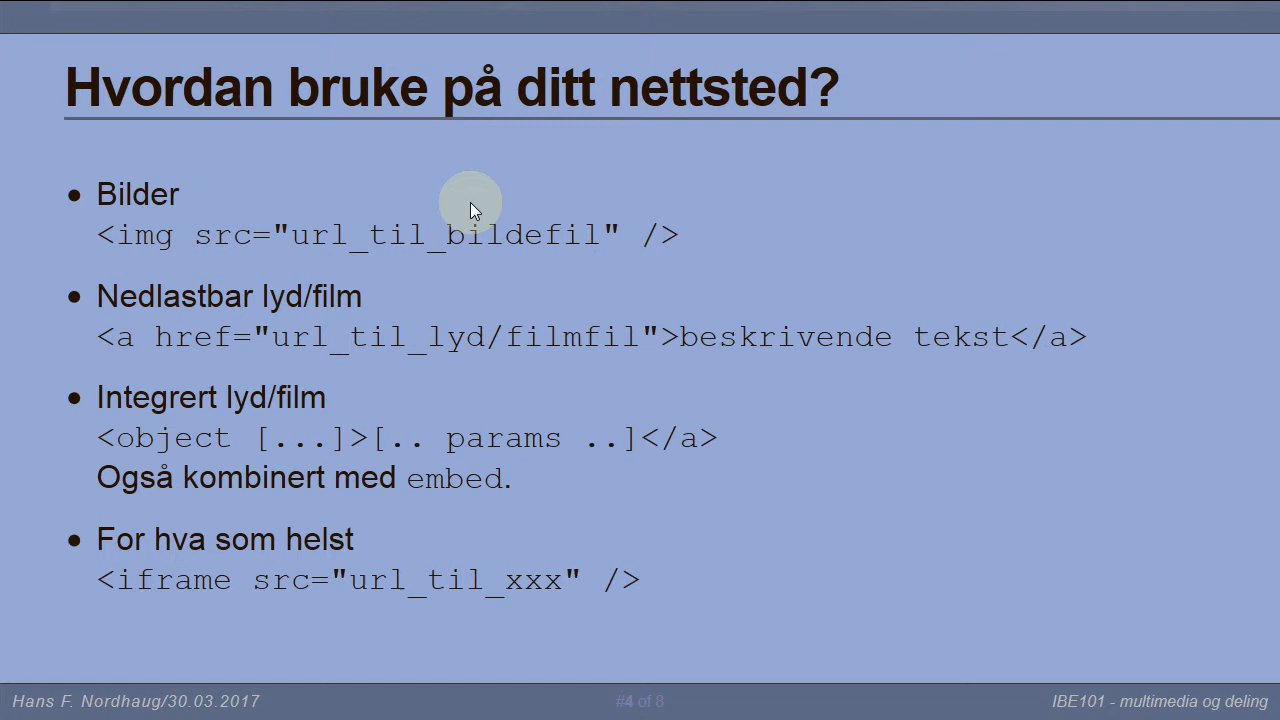 Hvordan bruke på ditt nettsted?
• Bilder
<img src="url_til_bildefil" />
• Nedlastbar lyd/film
<a href="url_til_lyd/filmfil">beskrivende tekst</a>
• Integrert lyd/film
<object [...]>[.. params ..]</a>
Også kombinert med embed.
• For hva som helst
<iframe src="url_til_xxx" />
Hans F. Nordhaug/30.03.2017 #4 of 8 IBE101 - multimedia og deling